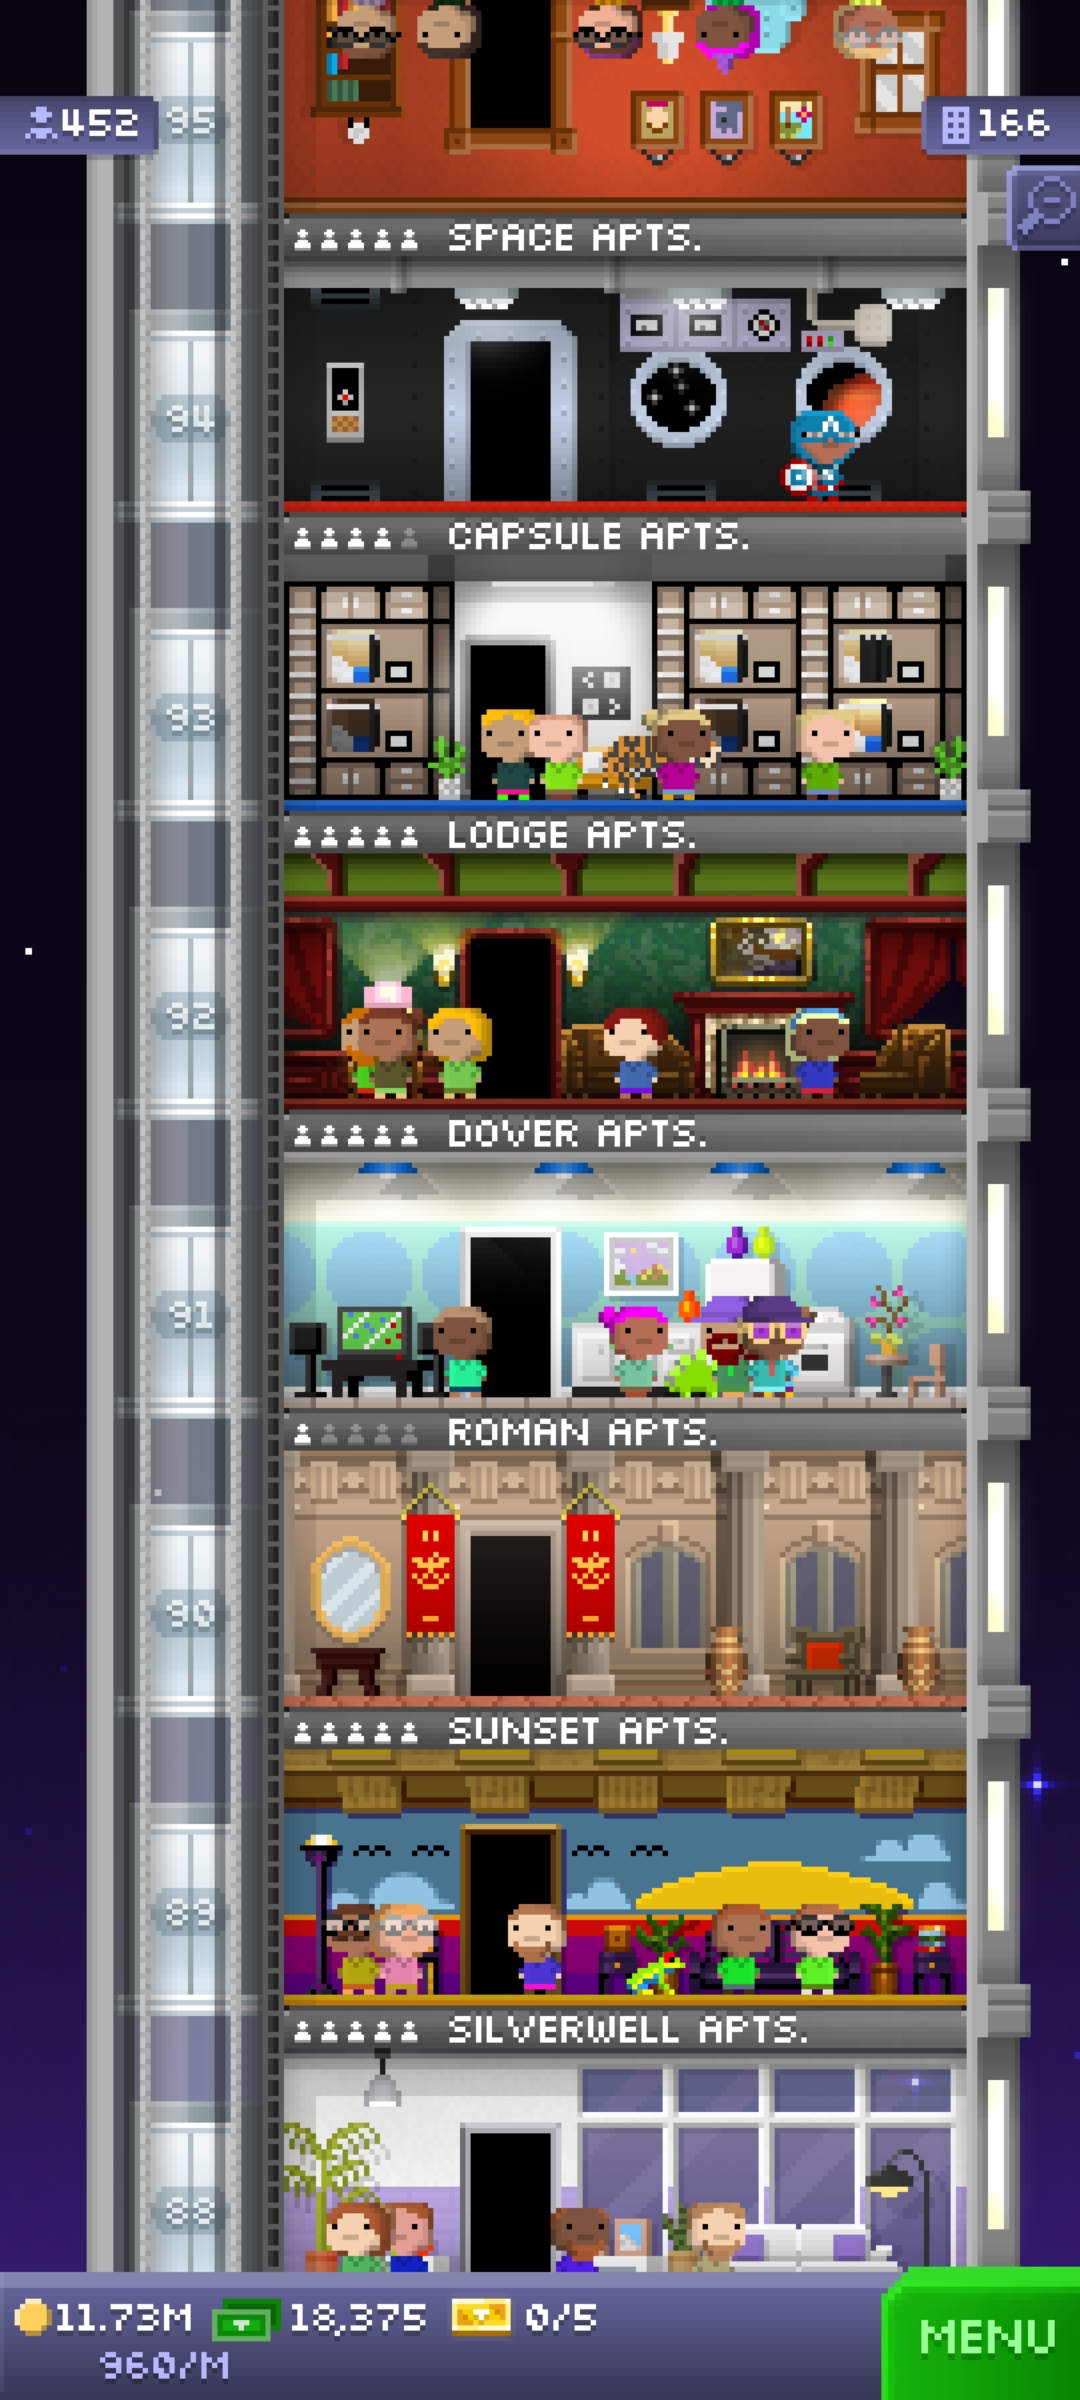 95
452
166
SPACE APTS.
94
CAPSULE APTS.
93
LODGE APTS.
92
DOVER APTS.
91
ROMAN APTS.
90
SUNSET APTS.
89
SILVERWELL APTS.
88
11.73M 18,375 0/5
960/M
MENU